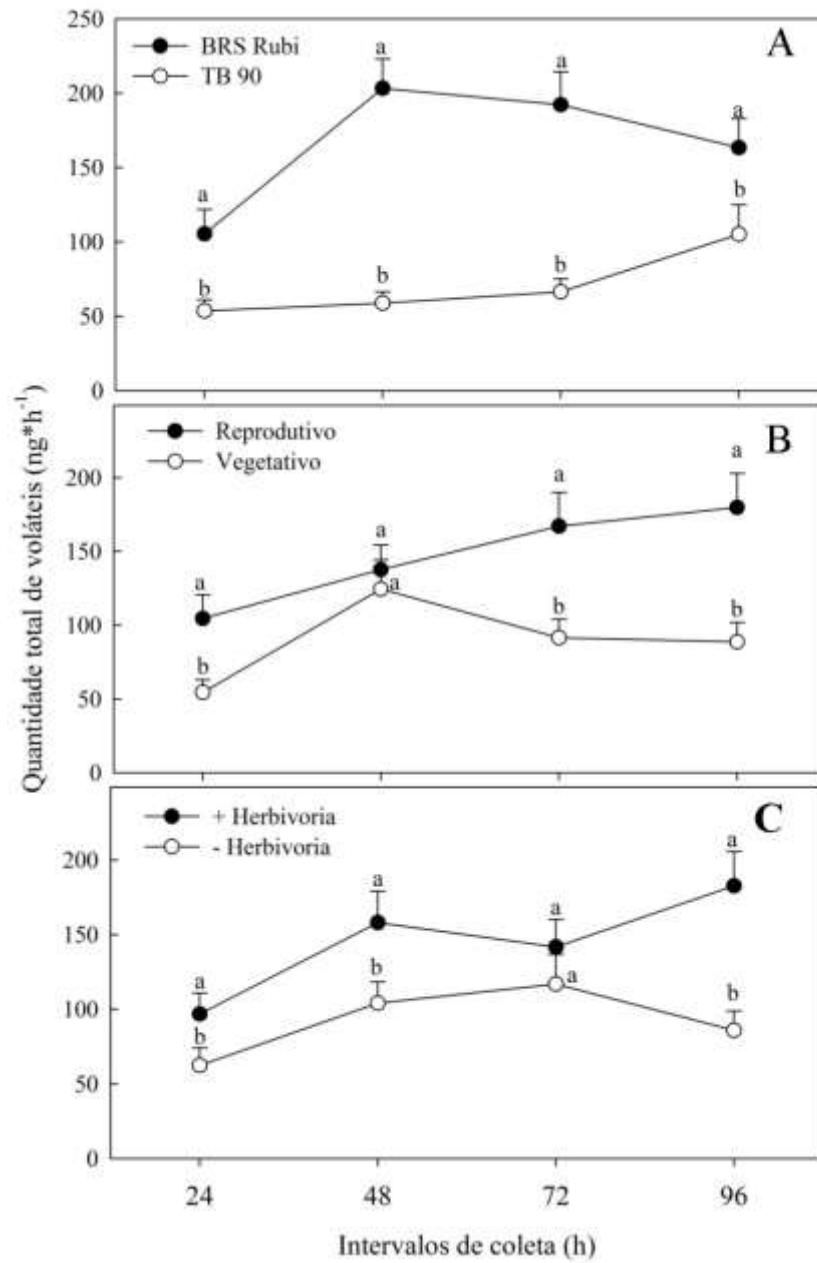 Quantidade total de voláteis (ng*h⁻¹)
A
BRS Rubi
TB 90
250
200
150
100
50
0
a
a
a
a
b
b
b
b
B
Reprodutivo
Vegetativo
200
150
100
50
0
a
a
a
a
b
a
b
b
C
+ Herbivoria
- Herbivoria
200
150
100
50
0
a
a
a
a
b
b
a
b
24 48 72 96
Intervalos de coleta (h)